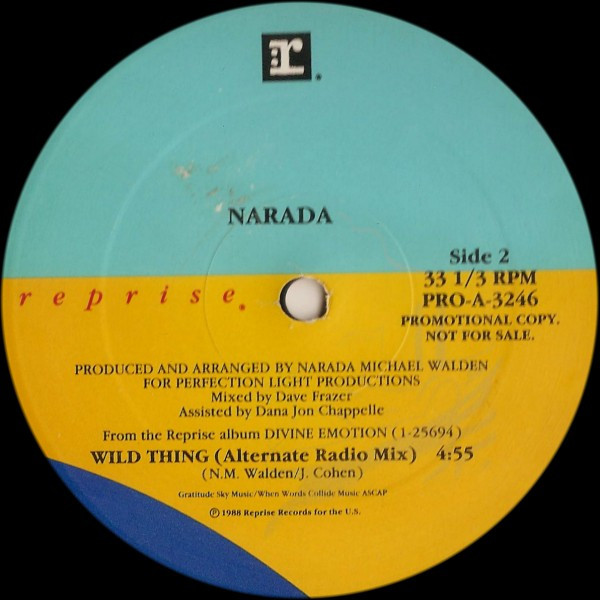 :r.
NARADA
Side 2
33 1/3 RPM
PRO-A-3246
PROMOTIONAL COPY.
NOT FOR SALE.
reprise.
PRODUCED AND ARRANGED BY NARADA MICHAEL WALDEN
FOR PERFECTION LIGHT PRODUCTIONS
Mixed by Dave Frazer
Assisted by Dana Jon Chappelle
From the Reprise album DIVINE EMOTION (1-25694)
WILD THING (Alternate Radio Mix) 4:55
(N.M. Walden/J. Cohen)
Gratitude Sky Music/When Words Collide Music ASCAP
℗ 1988 Reprise Records for the U.S.